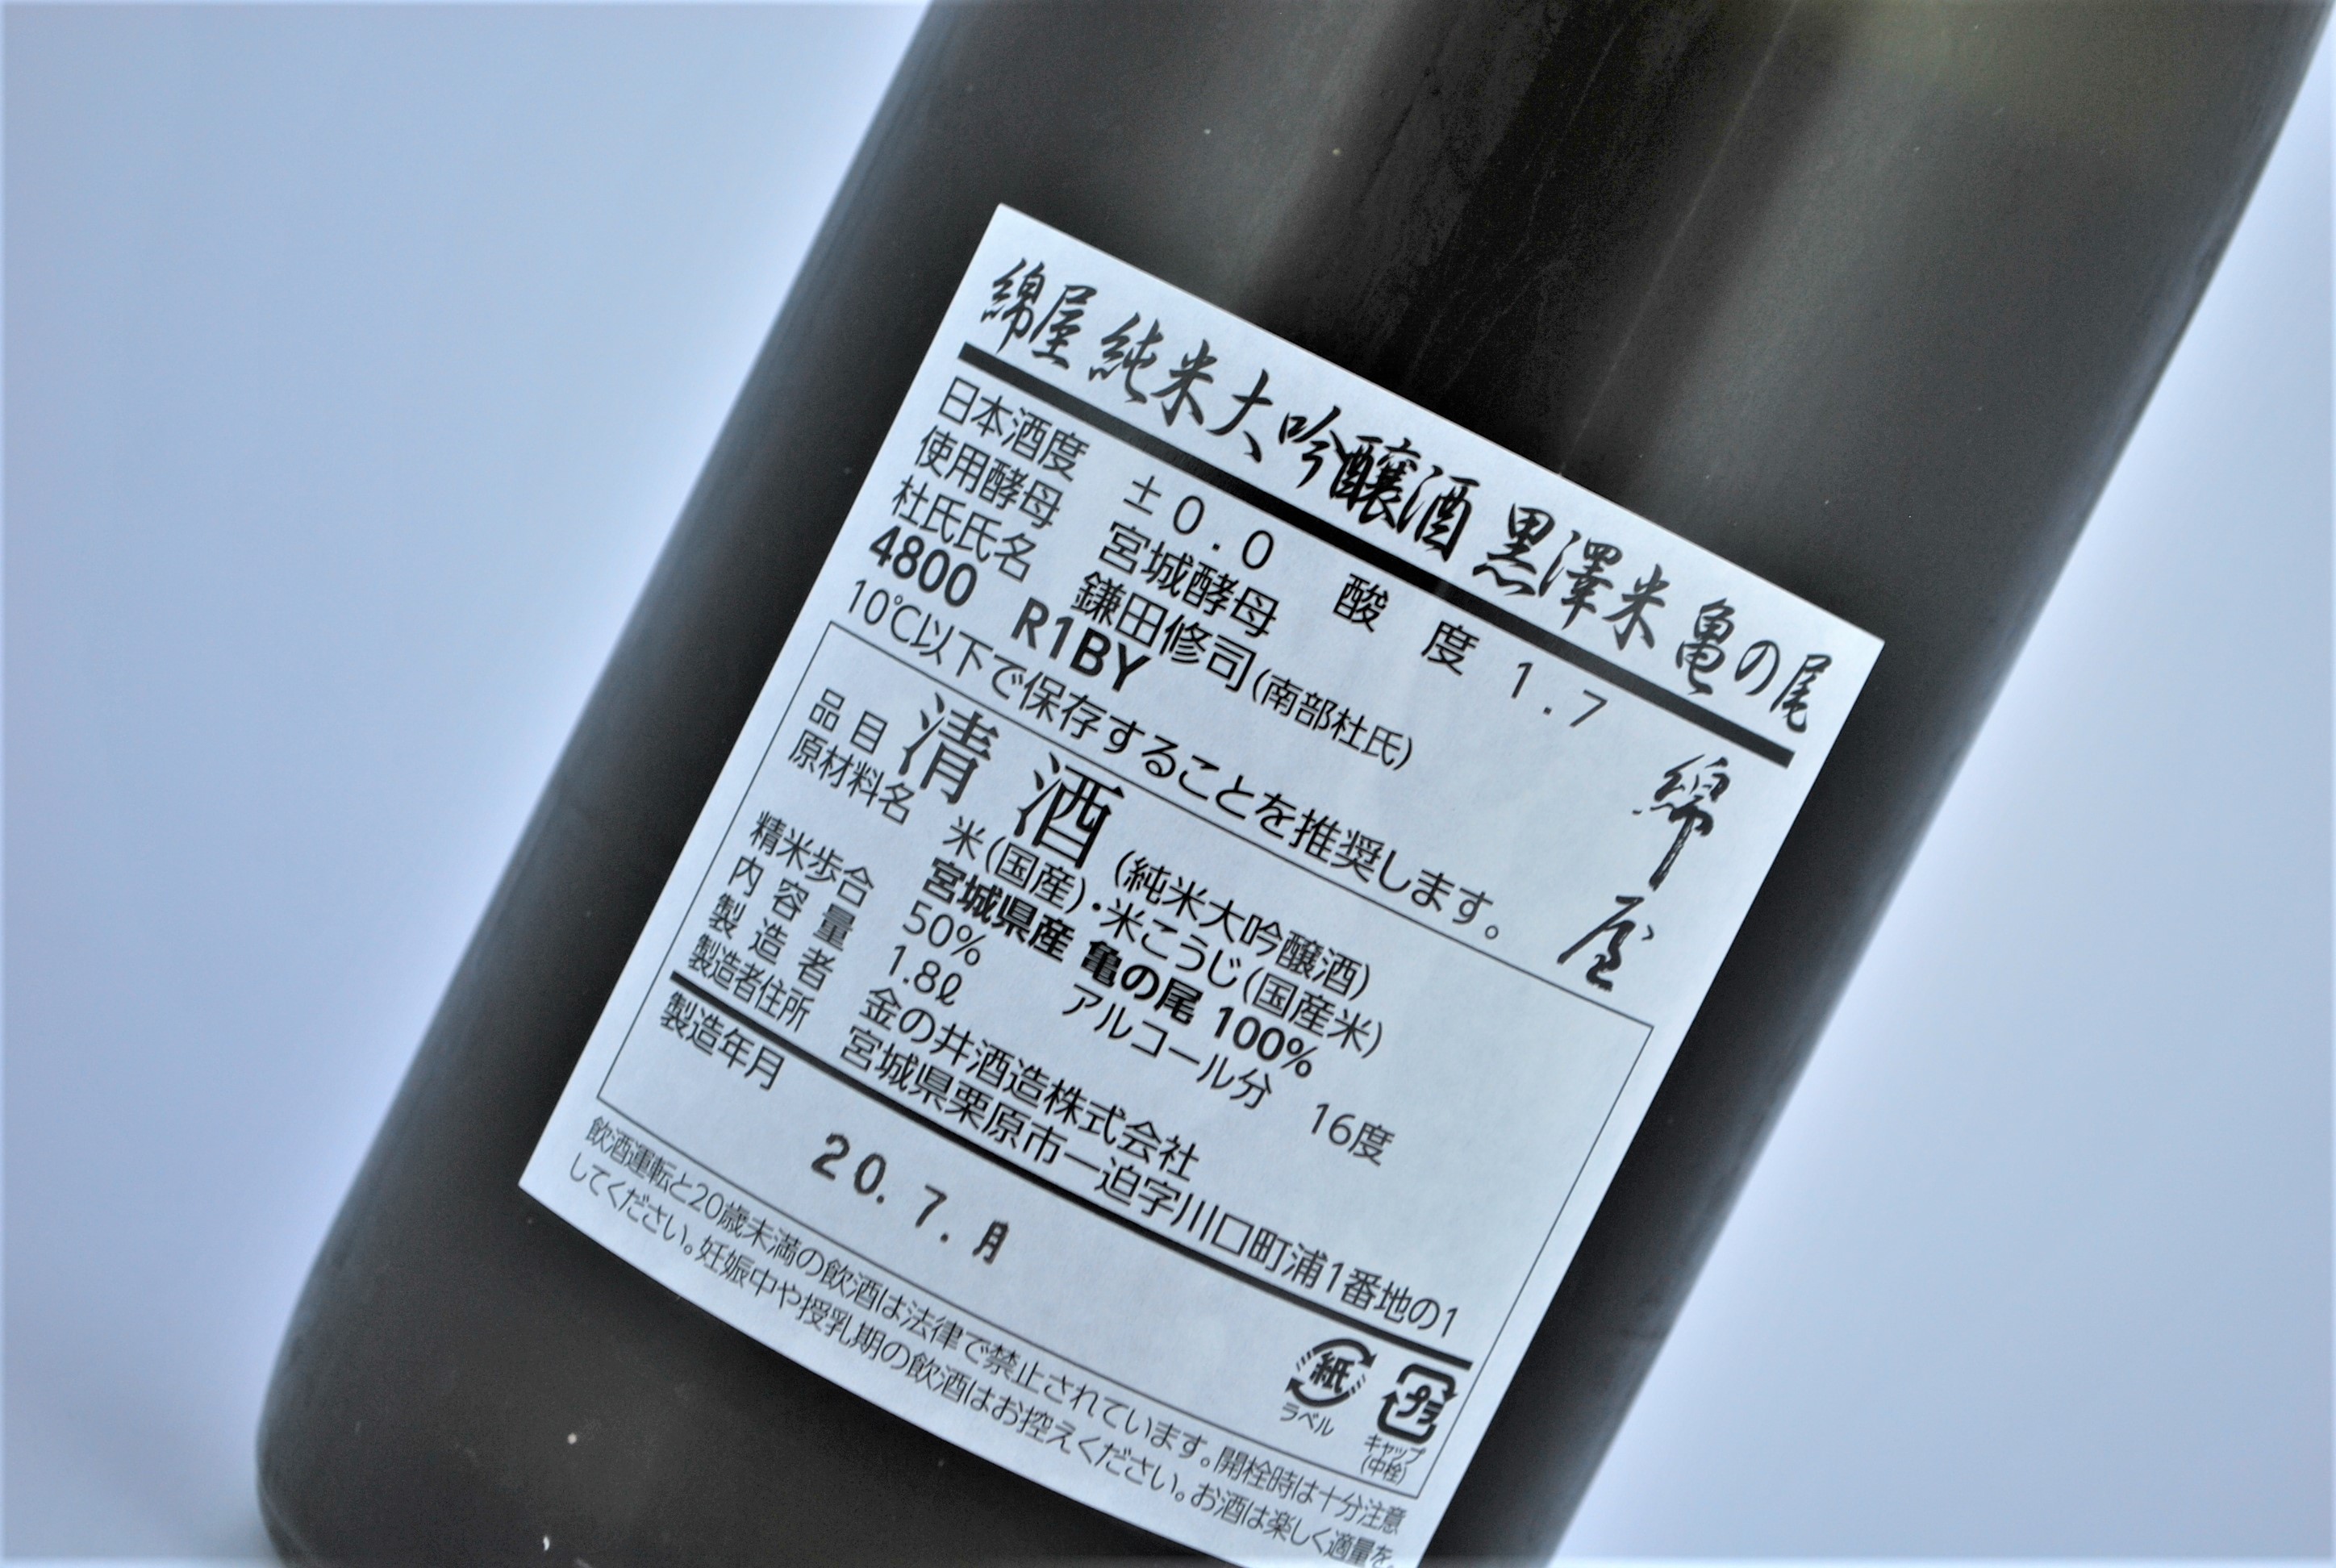 綿屋 純米大吟醸酒 黒澤米 亀の尾
日本酒度 ±0.0 酸 度 1.7
使用酵母 宮城酵母
杜氏氏名 鎌田修司(南部杜氏)
4800 R1BY
10℃以下で保存することを推奨します。
綿屋
品目 清酒 (純米大吟醸酒)
原材料名 米(国産)・米こうじ(国産米)
宮城県産 亀の尾 100%
精米歩合 50% アルコール分 16度
内容量 1.8ℓ
製造者 金の井酒造株式会社
製造者住所 宮城県栗原市一迫字川口町浦1番地の1
製造年月
20.7.月
紙
ラベル
プラ
キャップ
(中栓)
飲酒運転と20歳未満の飲酒は法律で禁止されています。開栓時は十分注意
してください。妊娠中や授乳期の飲酒はお控えください。お酒は楽しく適量を。